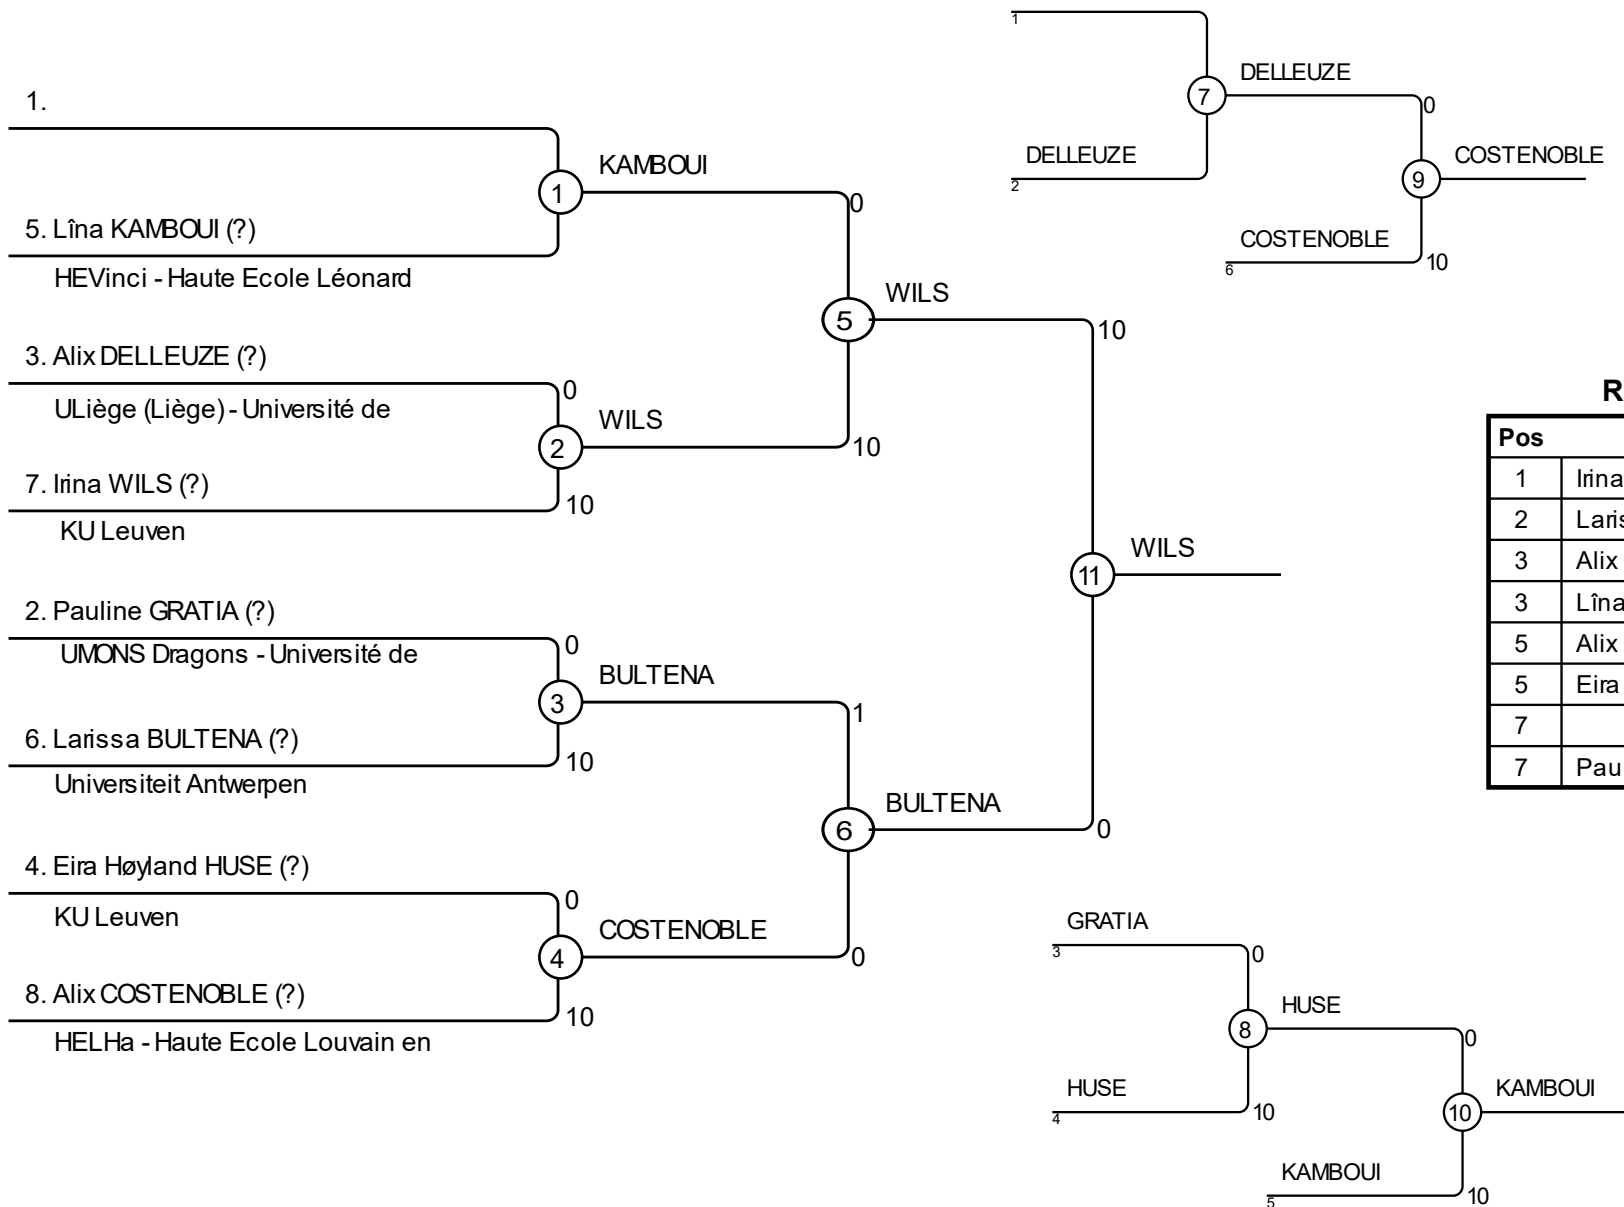 1.
5. Lîna KAMBOUI (?)
HEVinci - Haute Ecole Léonard
3. Alix DELLEUZE (?)
ULiège (Liège) - Université de
7. Irina WILS (?)
KU Leuven
2. Pauline GRATIA (?)
UMONS Dragons - Université de
6. Larissa BULTENA (?)
Universiteit Antwerpen
4. Eira Høyland HUSE (?)
KU Leuven
8. Alix COSTENOBLE (?)
HELHa - Haute Ecole Louvain en
1
KAMBOUI
0
0
2
WILS
10
10
0
3
BULTENA
1
10
0
4
COSTENOBLE
0
10
5
WILS
10
6
BULTENA
0
11
WILS
1
7
DELLEUZE
0
DELLEUZE
2
9
COSTENOBLE
COSTENOBLE
6
10
R
Pos
1 Irina
2 Laris
3 Alix
3 Lîna
5 Alix
5 Eira
7
7 Pau
GRATIA
3
0
8
HUSE
0
HUSE
4
10
10
KAMBOUI
KAMBOUI
5
10